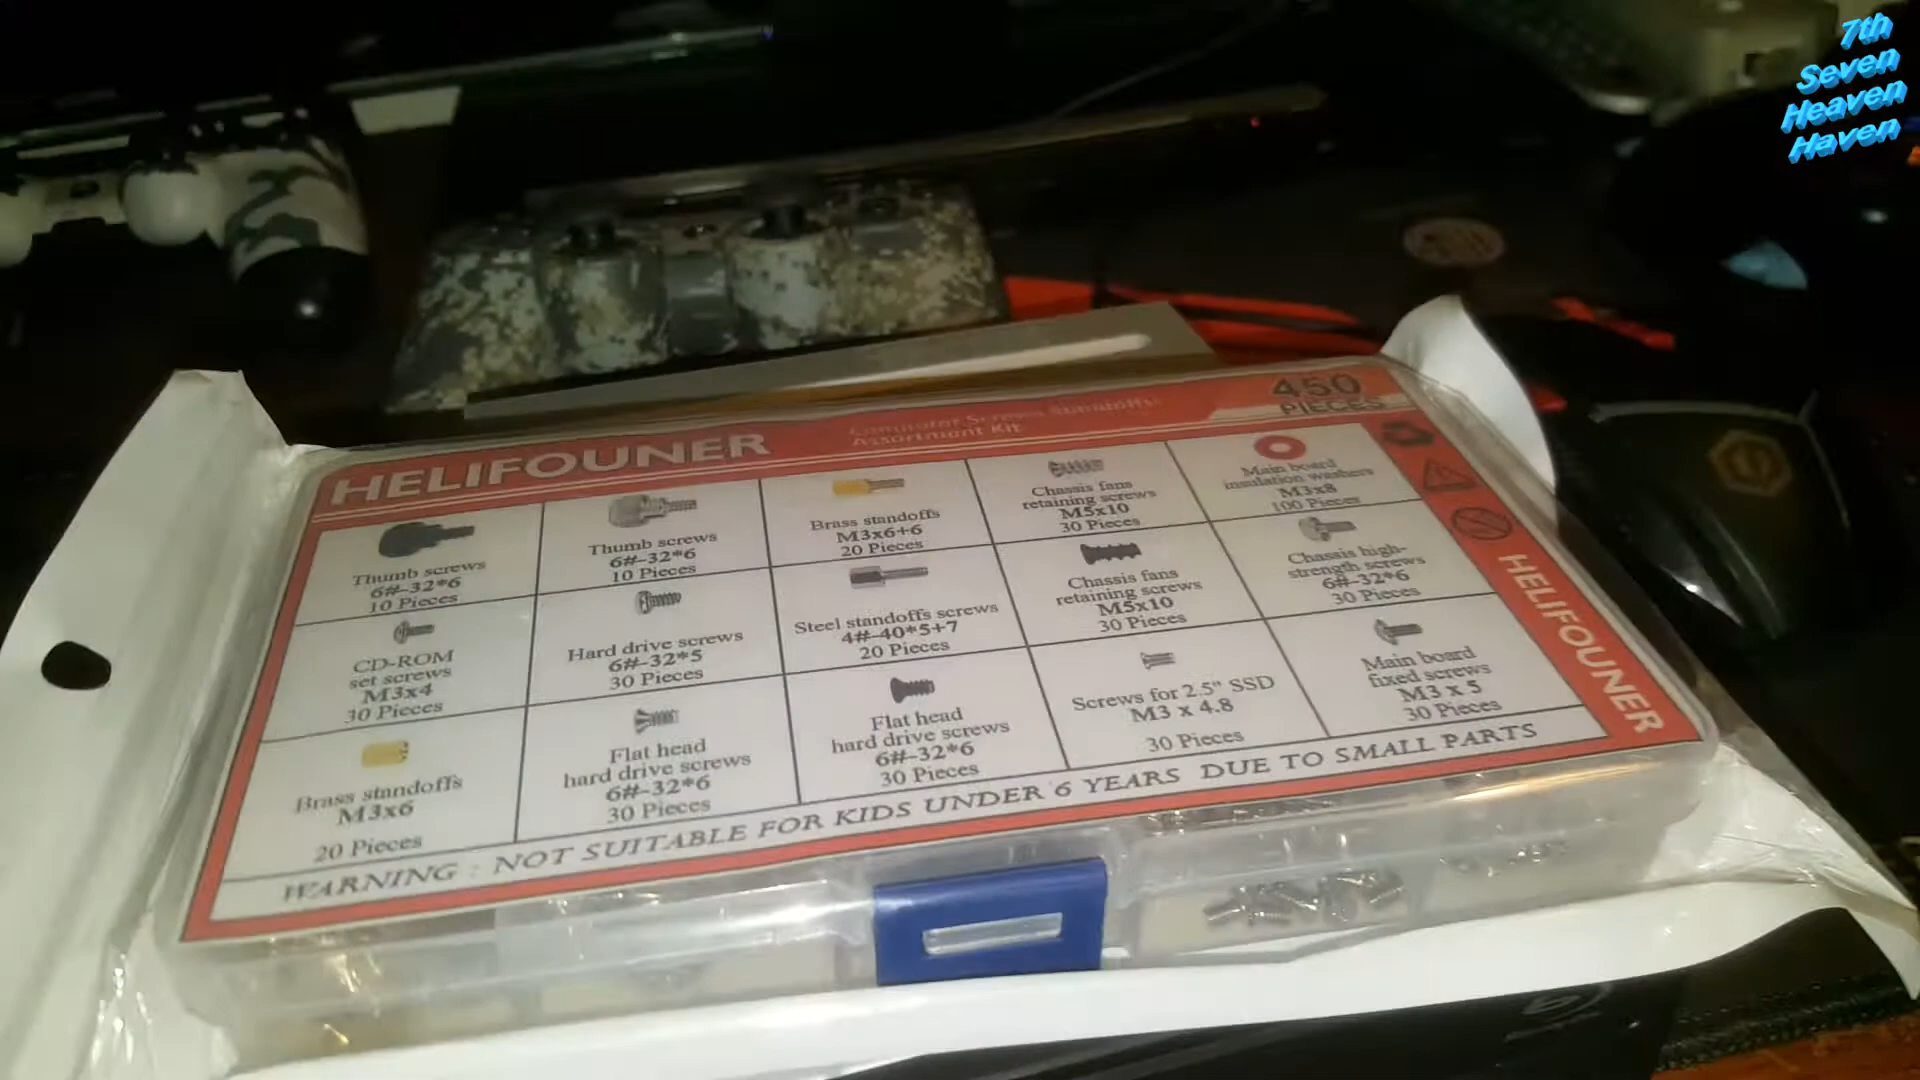 7th
Seven
Heaven
Haven
HELIFOUNER
Computer Screws Standoffs
Assortment Kit
450
PIECES
Thumb screws
6#-32*6
10 Pieces
Thumb screws
6#-32*6
10 Pieces
Brass standoffs
M3x6+6
20 Pieces
Chassis fans
retaining screws
M5x10
30 Pieces
Main board
insulation washers
M3x8
100 Pieces
CD-ROM
set screws
M3x4
30 Pieces
Hard drive screws
6#-32*5
30 Pieces
Steel standoffs screws
4#-40*5+7
20 Pieces
Chassis fans
retaining screws
M5x10
30 Pieces
Chassis high-
strength screws
6#-32*6
30 Pieces
Brass standoffs
M3x6
20 Pieces
Flat head
hard drive screws
6#-32*6
30 Pieces
Flat head
hard drive screws
6#-32*6
30 Pieces
Screws for 2.5" SSD
M3 x 4.8
30 Pieces
Main board
fixed screws
M3 x 5
30 Pieces
HELIFOUNER
WARNING : NOT SUITABLE FOR KIDS UNDER 6 YEARS DUE TO SMALL PARTS